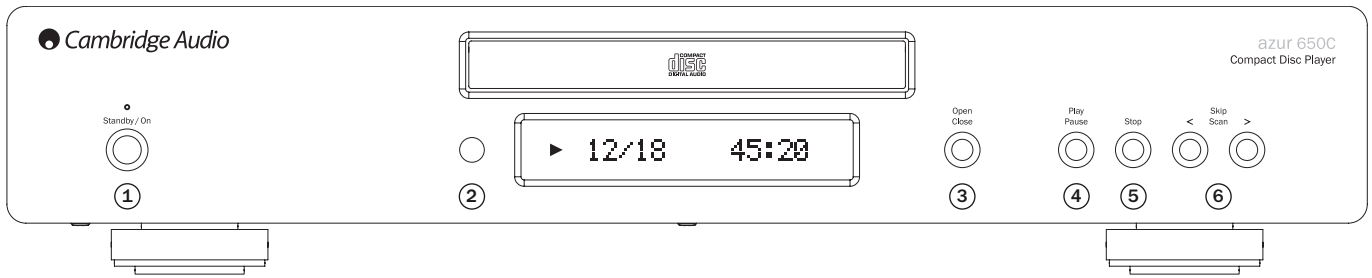 Cambridge Audio
COMPACT
disc
DIGITAL AUDIO
azur 650C
Compact Disc Player
Standby / On
▶ 12/18 45:20
Open
Close
Play
Pause
Stop
Skip
< Scan >
1
2
3
4
5
6